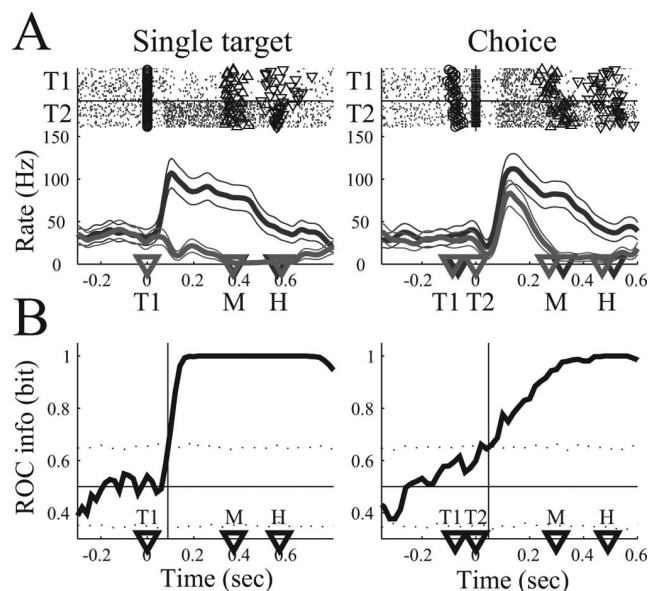 A
Single target
Choice
T1
T2
T1
T2
150
100
50
0
Rate (Hz)
-0.2 0 0.2 0.4 0.6
T1 M H
150
100
50
0
-0.2 0 0.2 0.4 0.6
T1 T2 M H
B
1
0.8
0.6
0.4
ROC info (bit)
T1 M H
-0.2 0 0.2 0.4 0.6
Time (sec)
1
0.8
0.6
0.4
T1 T2 M H
-0.2 0 0.2 0.4 0.6
Time (sec)